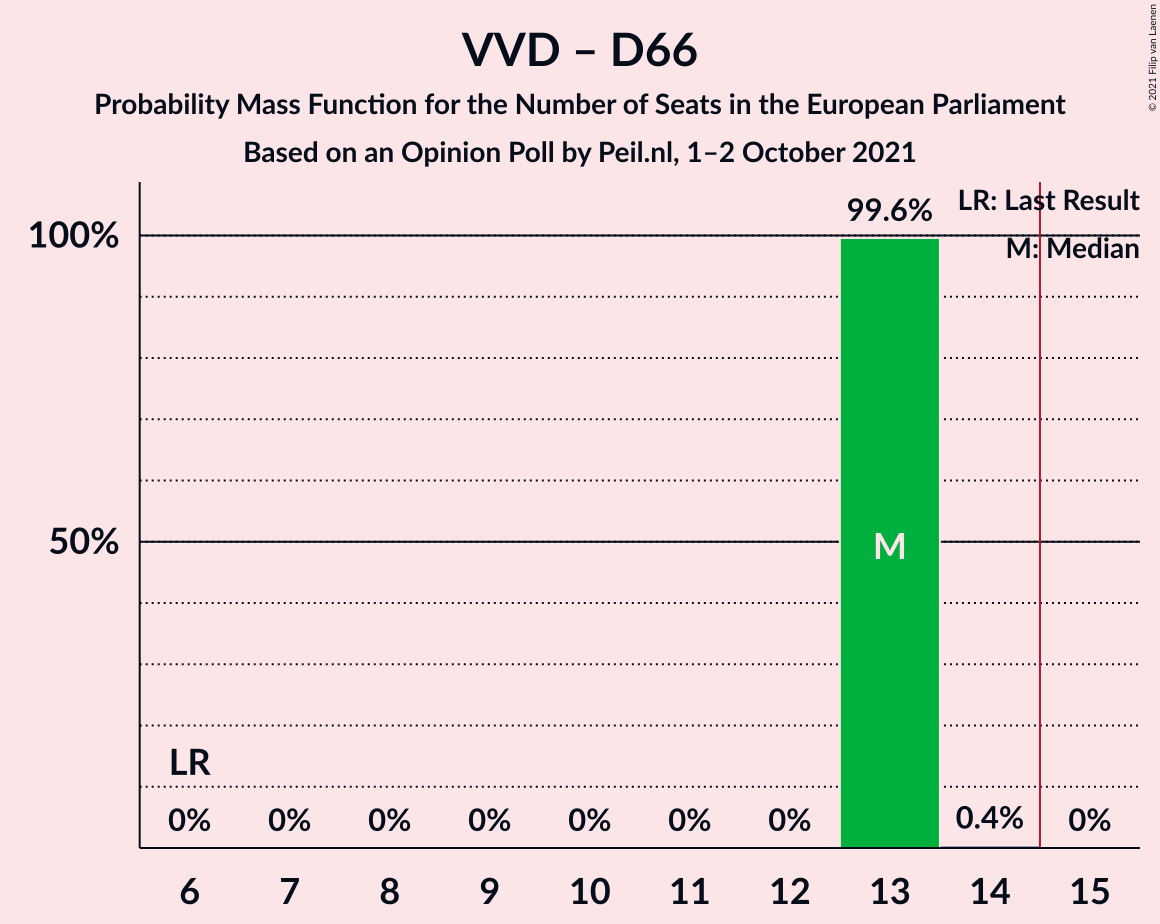 VVD – D66
Probability Mass Function for the Number of Seats in the European Parliament
Based on an Opinion Poll by Peil.nl, 1–2 October 2021
© 2021 Filip van Laenen
LR: Last Result
M: Median
100%
50%
99.6%
M
LR
0% 0% 0% 0% 0% 0% 0% 0.4% 0%
6 7 8 9 10 11 12 13 14 15